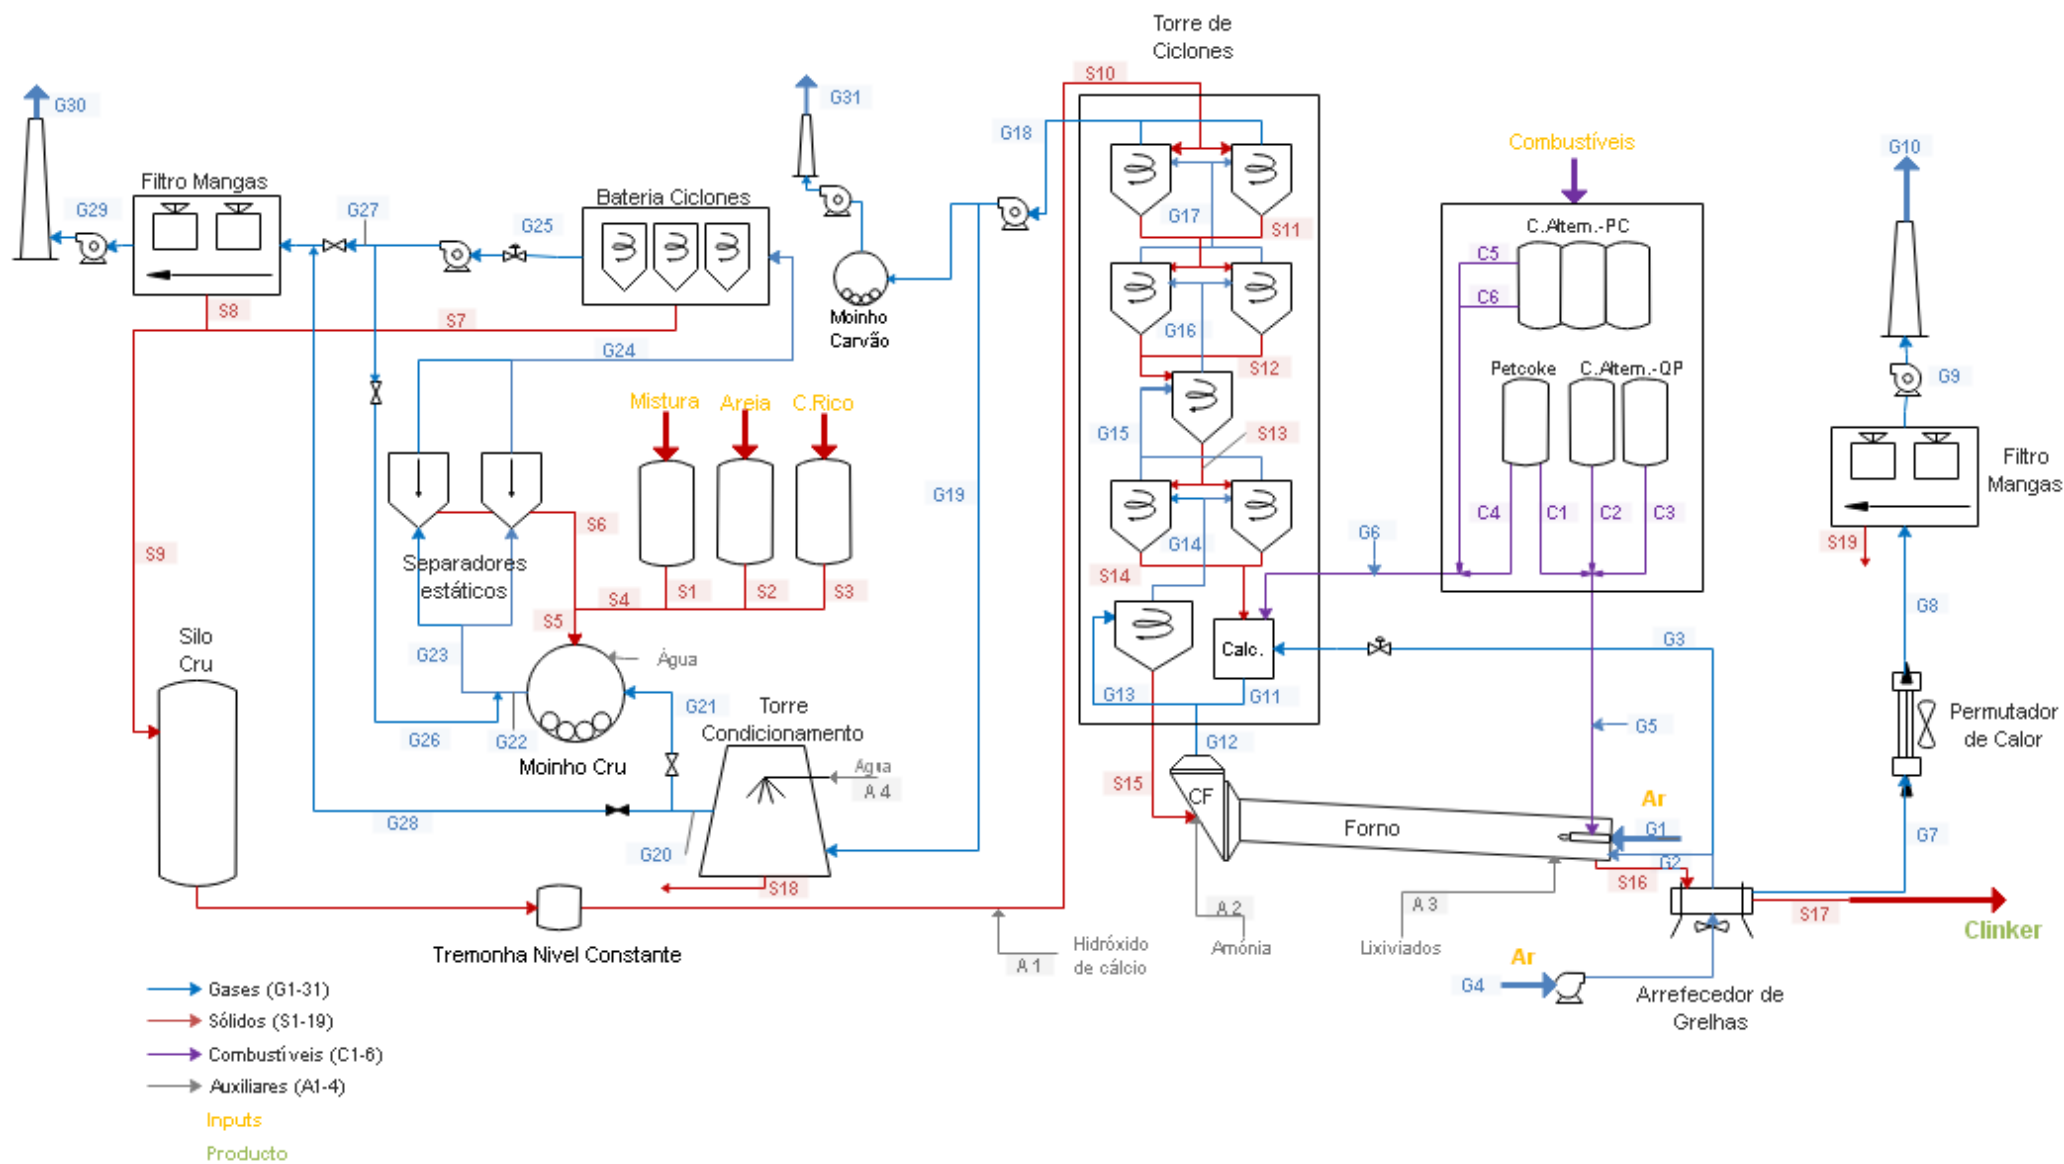 Torre de
Ciclones
S10
G30
G31
G18
Combustíveis
G10
Filtro Mangas
Bateria Ciclones
G29
G27
G25
G17
S11
C.Altern.-PC
C5
C6
S8
S7
Moinho
Carvão
G16
S12
G24
Petcoke
C.Altern.-QP
G9
Mistura
Areia
C.Rico
G15
S13
Filtro
Mangas
G19
S6
C4
C1
C2
C3
G6
G14
S19
S9
Separadores
estáticos
S14
S4
S1
S2
S3
G8
S5
Silo
Cru
G23
Água
Calc.
G3
G13
G11
G21
Torre
Condicionamento
G5
Permutador
de Calor
G26
G22
G12
Moinho Cru
Água
A 4
S15
CF
Ar
G28
Forno
G1
G7
G20
G2
S18
S16
A 2
A 3
S17
Clinker
Tremonha Nivel Constante
A 1
Hidróxido
de cálcio
Amónia
Lixiviados
Ar
G4
Arrefecedor de
Grelhas
Gases (G1-31)
Sólidos (S1-19)
Combustíveis (C1-6)
Auxiliares (A1-4)
Inputs
Producto